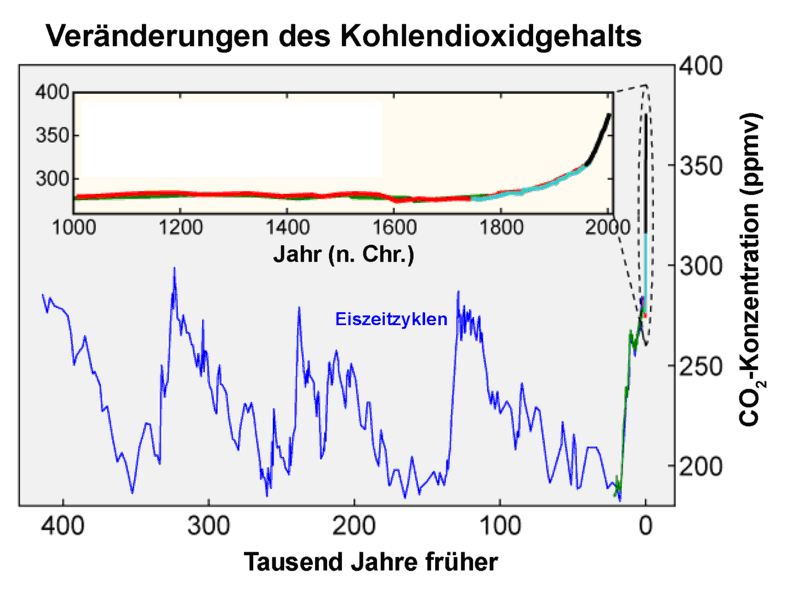 Veränderungen des Kohlendioxidgehalts
400
350
300
1000 1200 1400 1600 1800 2000
Jahr (n. Chr.)
Eiszeitzyklen
400
350
300
250
200
CO₂-Konzentration (ppmv)
400 300 200 100 0
Tausend Jahre früher